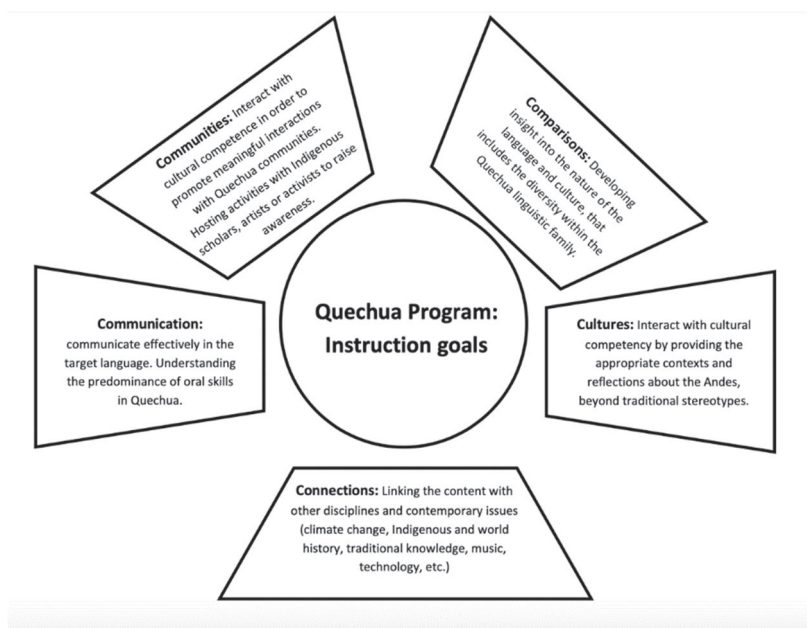 Communities: Interact with
cultural competence in order to
promote meaningful interactions
with Quechua communities.
Hosting activities with Indigenous
scholars, artists or activists to raise
awareness.
Comparisons: Developing
insight into the nature of the
language and culture, that
includes the diversity within the
Quechua linguistic family.
Communication:
communicate effectively in the
target language. Understanding
the predominance of oral skills
in Quechua.
Quechua Program:
Instruction goals
Cultures: Interact with cultural
competency by providing the
appropriate contexts and
reflections about the Andes,
beyond traditional stereotypes.
Connections: Linking the content with
other disciplines and contemporary issues
(climate change, Indigenous and world
history, traditional knowledge, music,
technology, etc.)